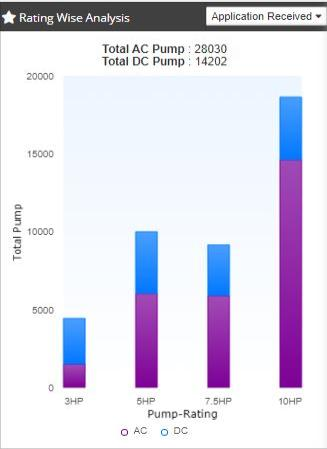 Rating Wise Analysis
Application Received
Total AC Pump : 28030
Total DC Pump : 14202
20000
15000
10000
5000
0
Total Pump
3HP 5HP 7.5HP 10HP
Pump-Rating
AC DC